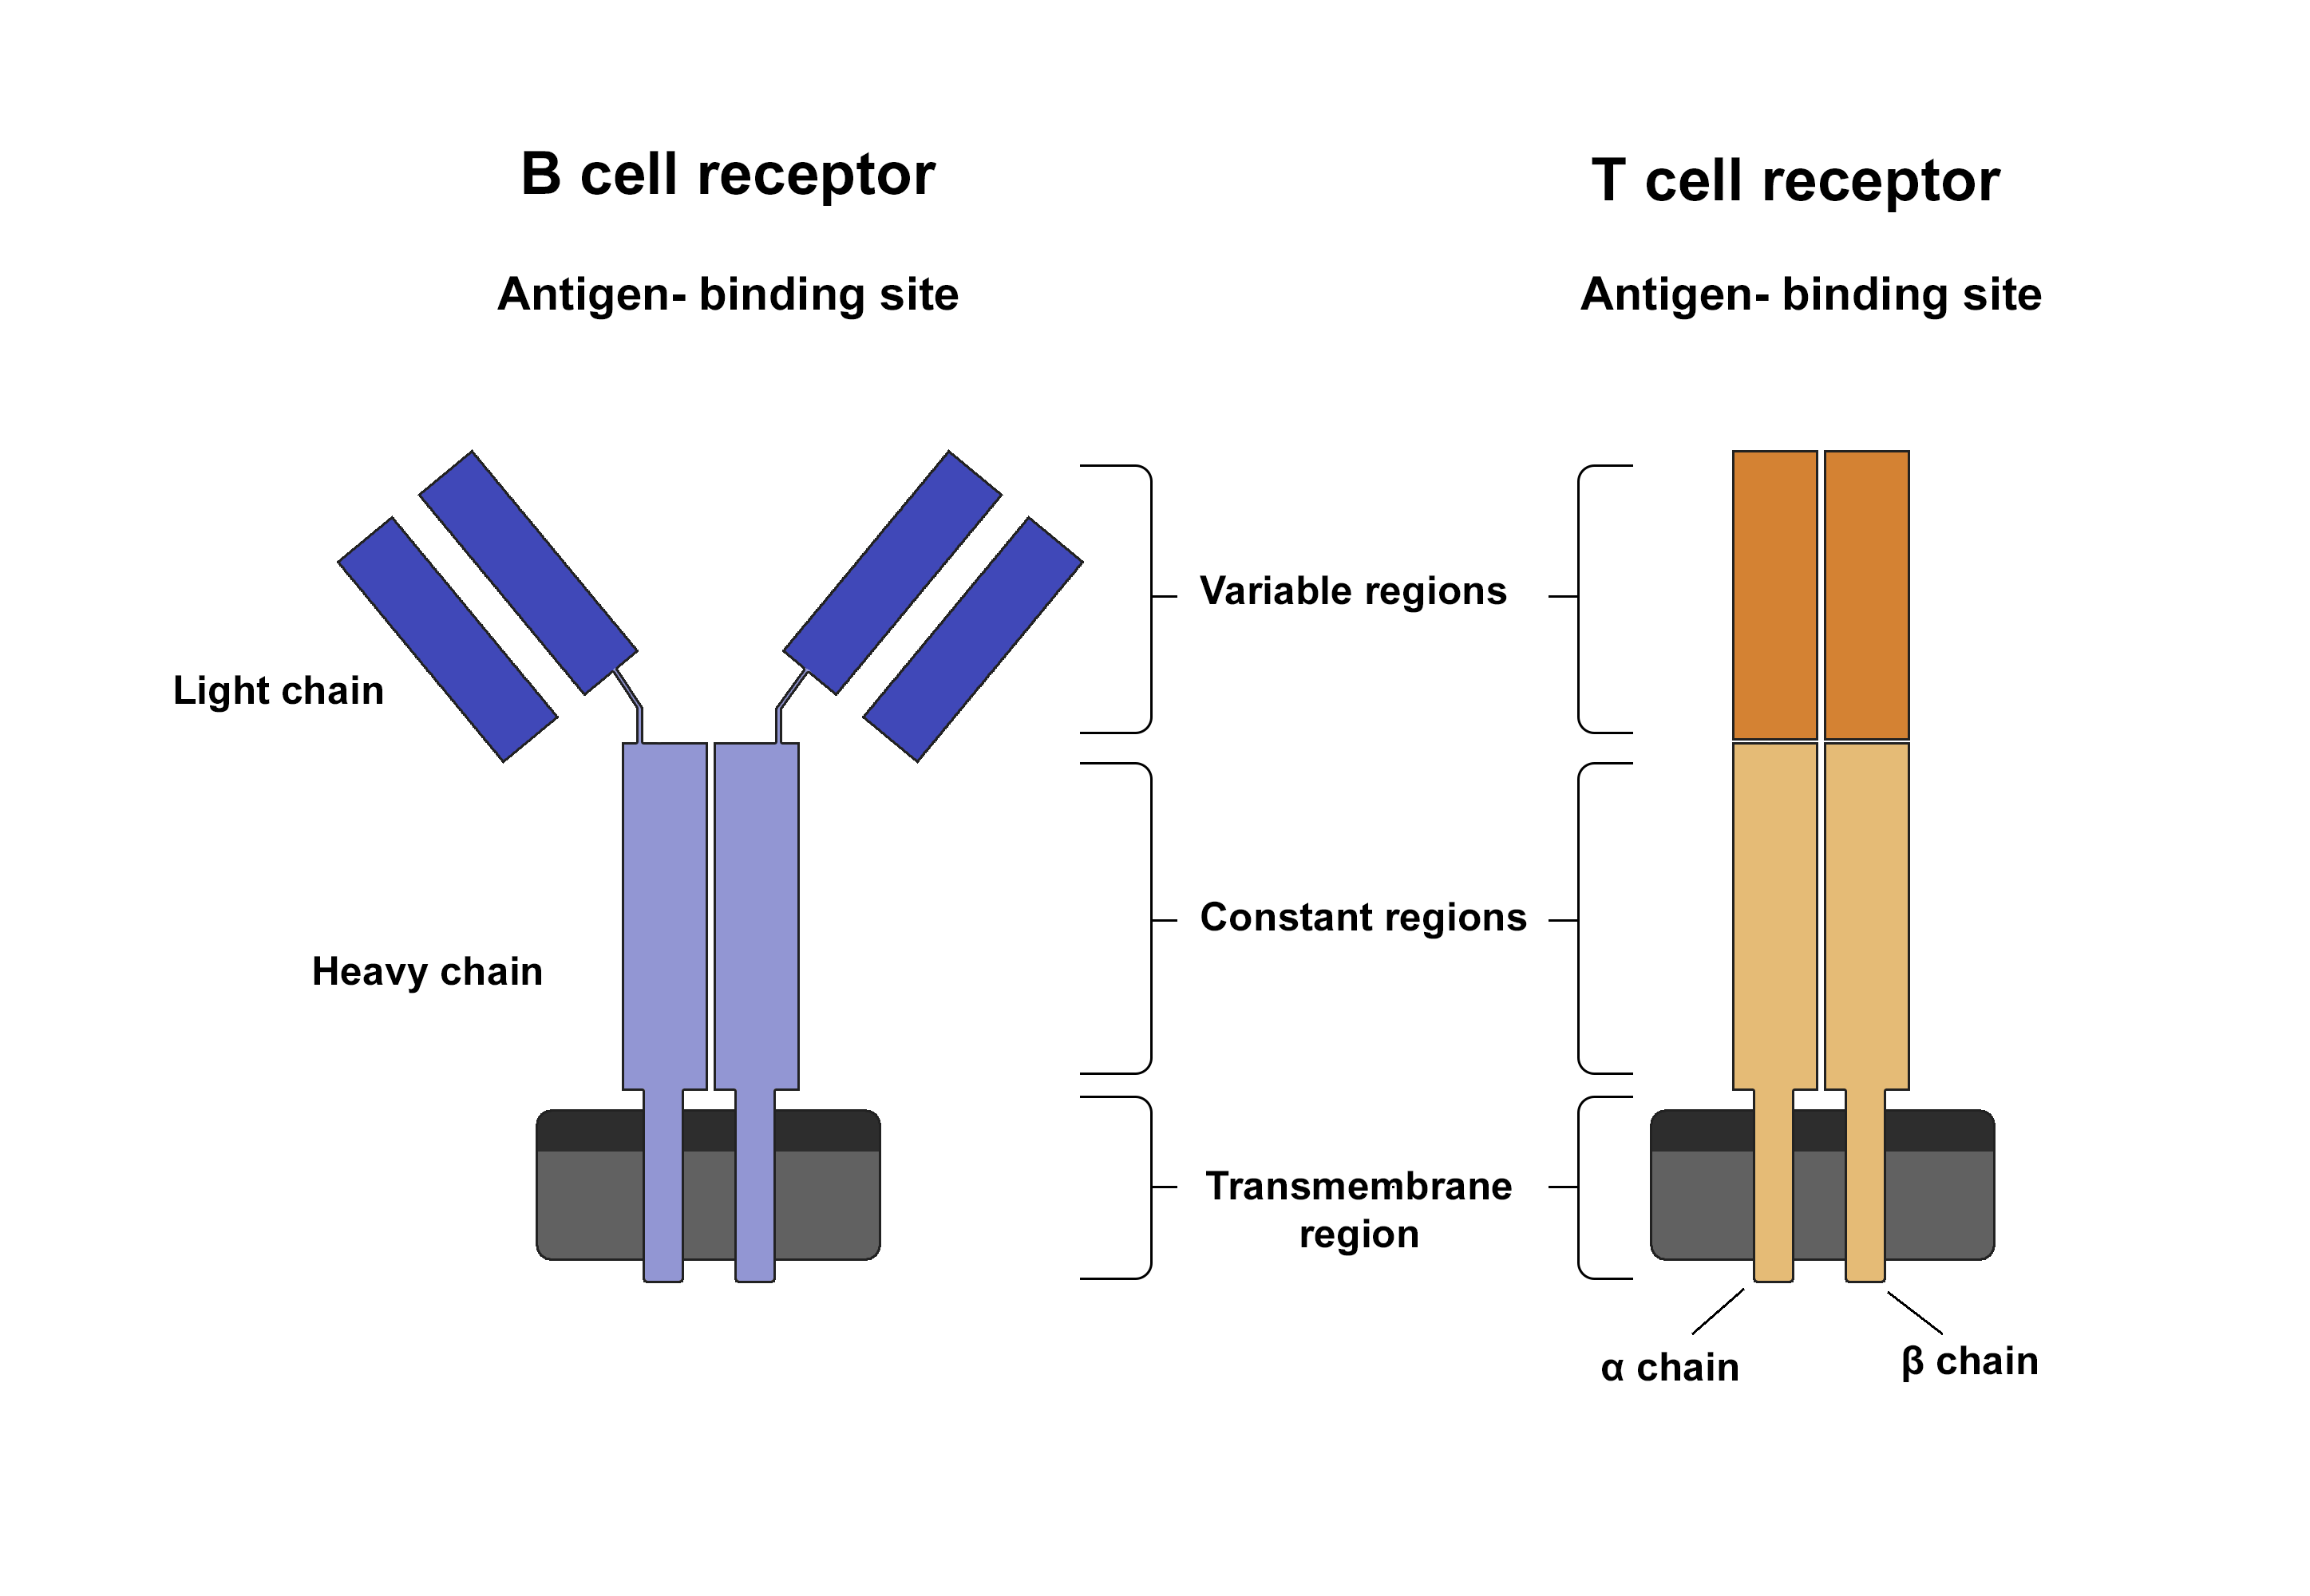 B cell receptor
T cell receptor
Antigen- binding site
Antigen- binding site
Variable regions
Light chain
Constant regions
Heavy chain
Transmembrane
region
α chain
β chain